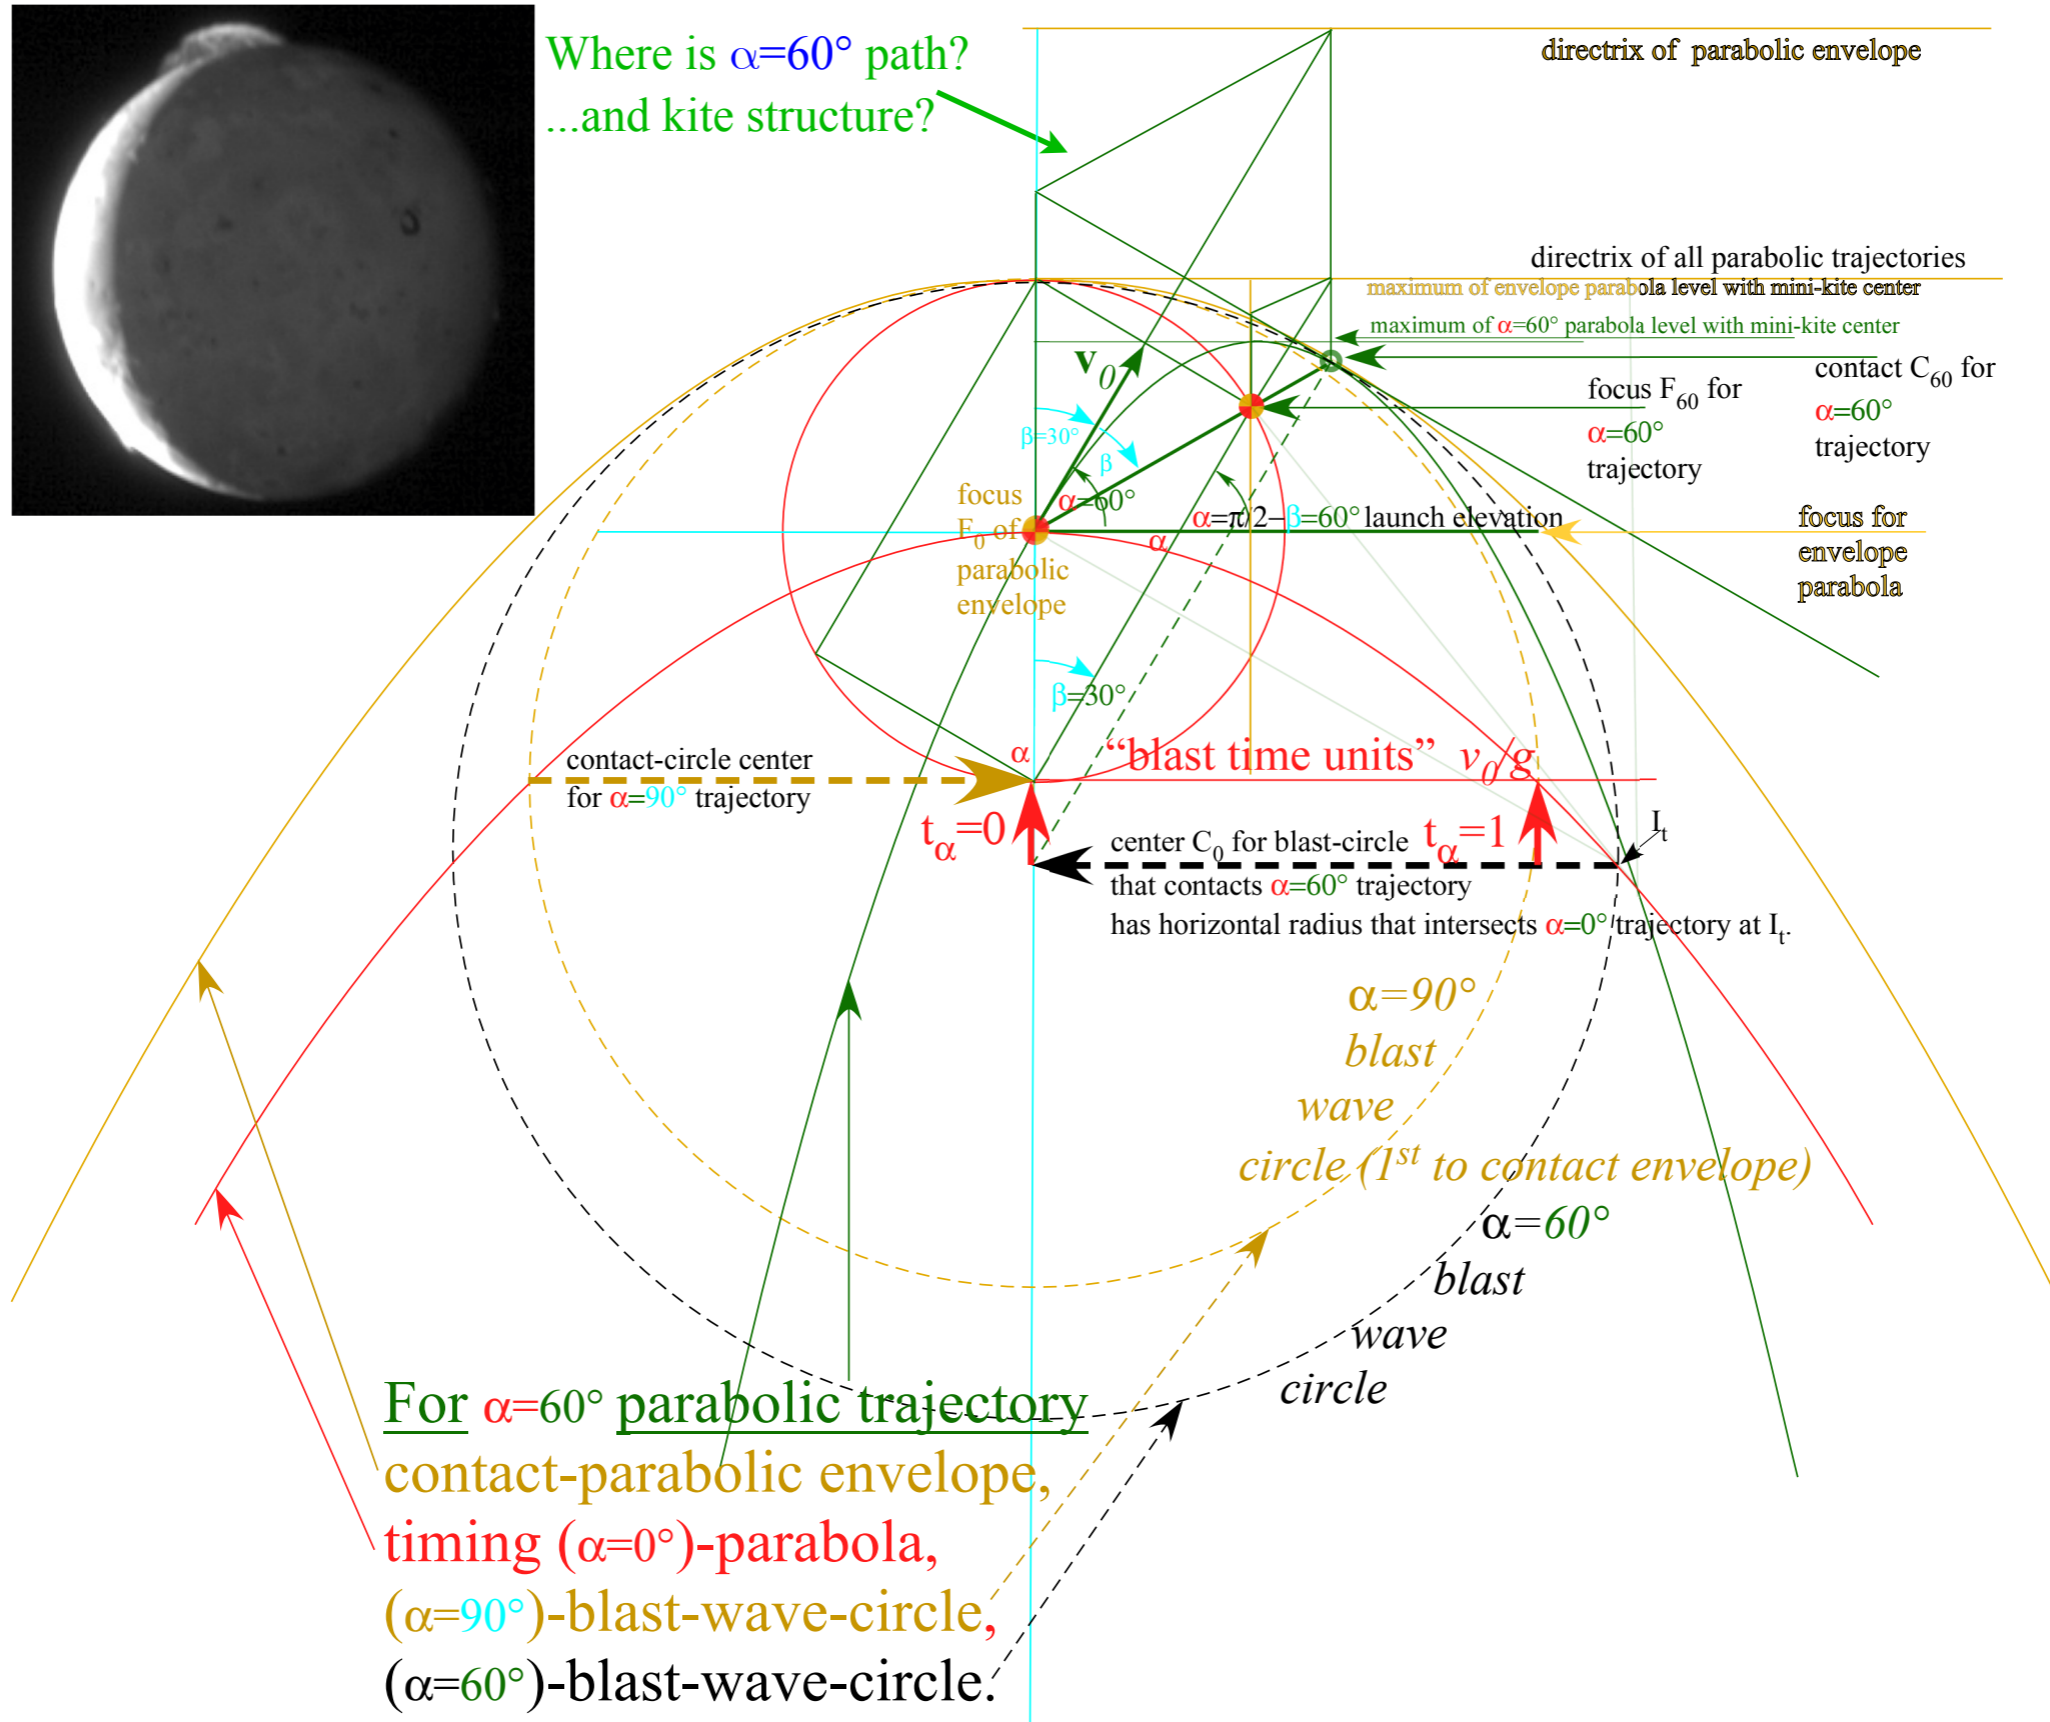 Where is α=60° path?
...and kite structure?
directrix of parabolic envelope
directrix of all parabolic trajectories
maximum of envelope parabola level with mini-kite center
maximum of α=60° parabola level with mini-kite center
contact C60 for
α=60°
trajectory
focus F60 for
α=60°
trajectory
v0
β=30°
β
α=60°
focus
F0 of
parabolic
envelope
α=π/2−β=60° launch elevation
α
focus for
envelope
parabola
β=30°
contact-circle center
for α=90° trajectory
α
“blast time units” v0/g
tα=0
tα=1
It
center C0 for blast-circle
that contacts α=60° trajectory
has horizontal radius that intersects α=0° trajectory at It.
α=90°
blast
wave
circle (1st to contact envelope)
α=60°
blast
wave
circle
For α=60° parabolic trajectory
contact-parabolic envelope,
timing (α=0°)-parabola,
(α=90°)-blast-wave-circle,
(α=60°)-blast-wave-circle.